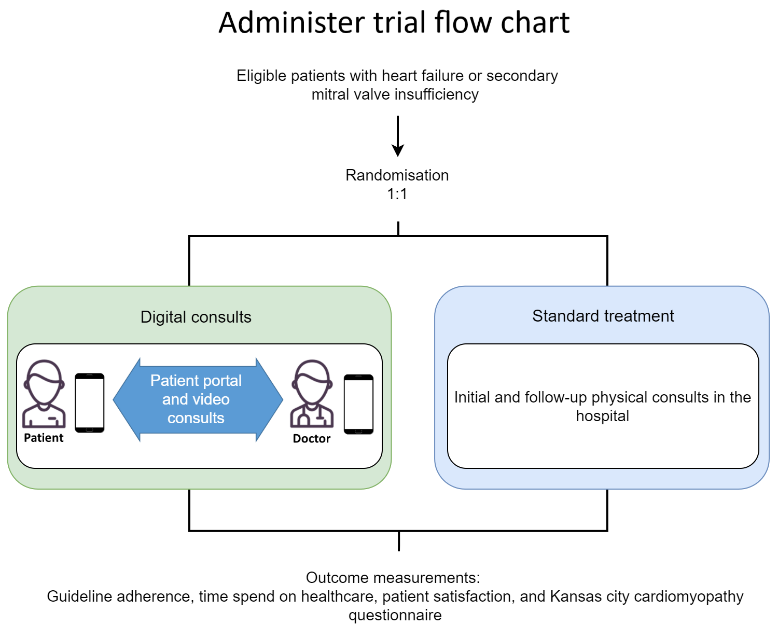 Administer trial flow chart
Eligible patients with heart failure or secondary
mitral valve insufficiency
Randomisation
1:1
Digital consults
Patient portal
and video
consults
Patient
Doctor
Standard treatment
Initial and follow-up physical consults in the
hospital
Outcome measurements:
Guideline adherence, time spend on healthcare, patient satisfaction, and Kansas city cardiomyopathy
questionnaire